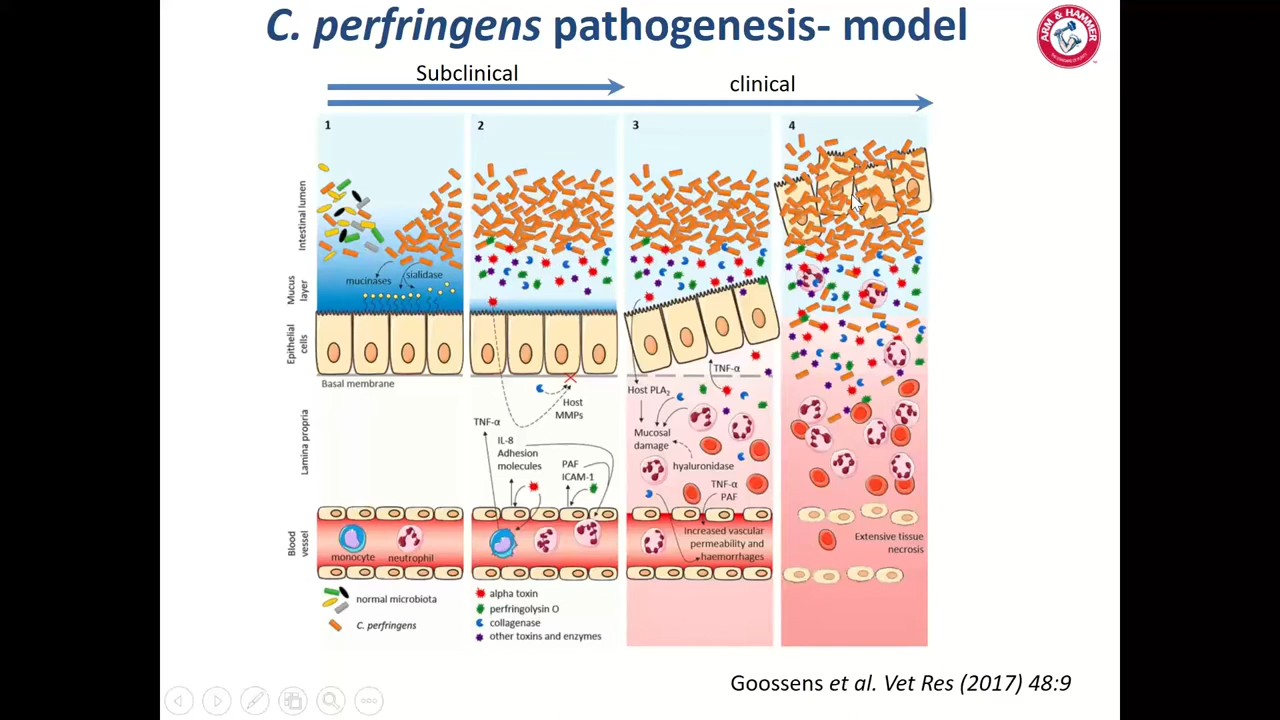 C. perfringens pathogenesis- model
ARM & HAMMER
Subclinical
clinical
1
2
3
4
Intestinal lumen
Mucus
layer
Epithelial
cells
Lamina propria
Blood
vessel
mucinases
sialidase
Basal membrane
Host
MMPs
TNF-α
IL-8
Adhesion
molecules
PAF
ICAM-1
TNF-α
Host PLA₂
Mucosal
damage
hyaluronidase
TNF-α
PAF
Increased vascular
permeability and
haemorrhages
Extensive tissue
necrosis
monocyte
neutrophil
normal microbiota
C. perfringens
alpha toxin
perfringolysin O
collagenase
other toxins and enzymes
Goossens et al. Vet Res (2017) 48:9